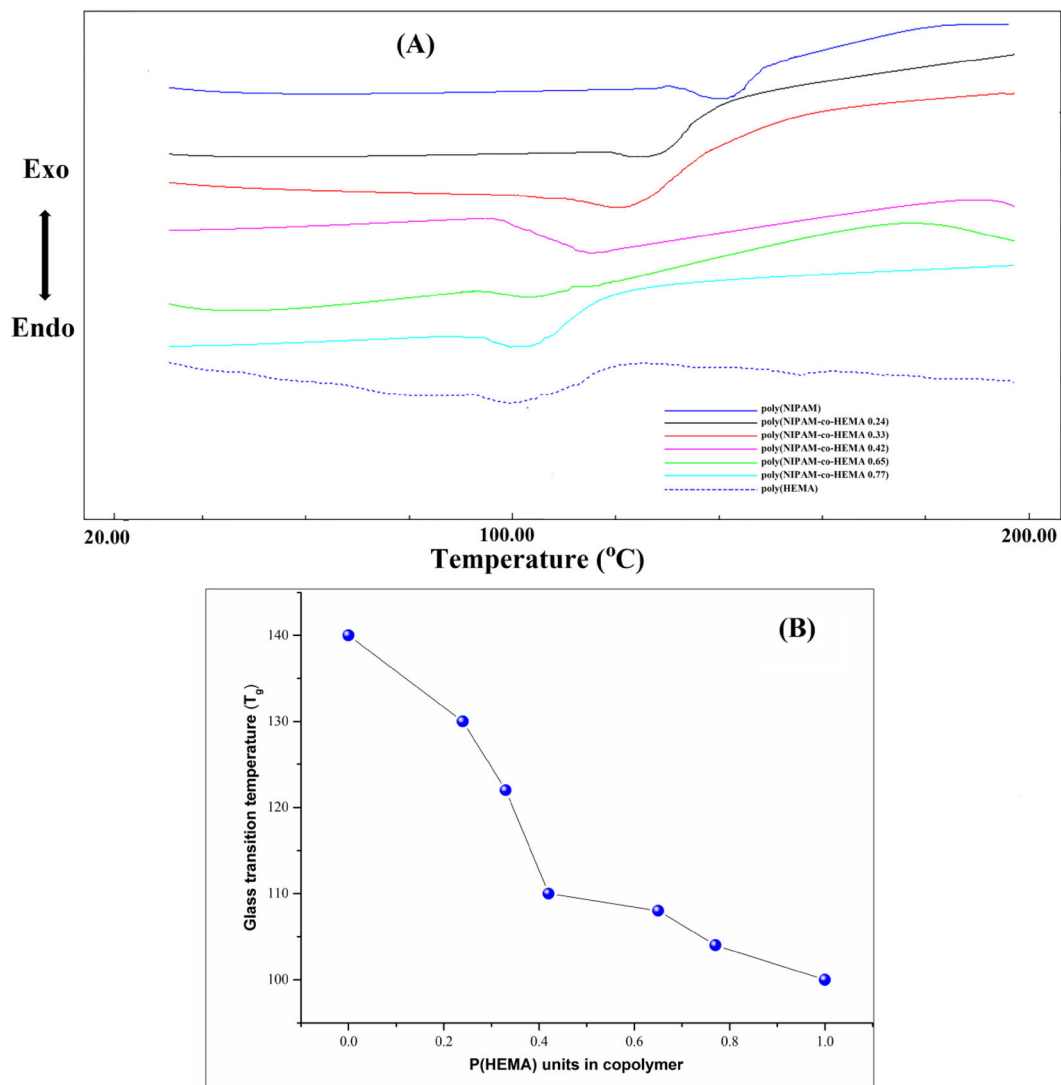 (A)
Exo
Endo
poly(NIPAM)
poly(NIPAM-co-HEMA 0.24)
poly(NIPAM-co-HEMA 0.33)
poly(NIPAM-co-HEMA 0.42)
poly(NIPAM-co-HEMA 0.65)
poly(NIPAM-co-HEMA 0.77)
poly(HEMA)
20.00 100.00 200.00
Temperature (°C)
(B)
Glass transition temperature (Tg)
140
130
120
110
100
0.0 0.2 0.4 0.6 0.8 1.0
P(HEMA) units in copolymer